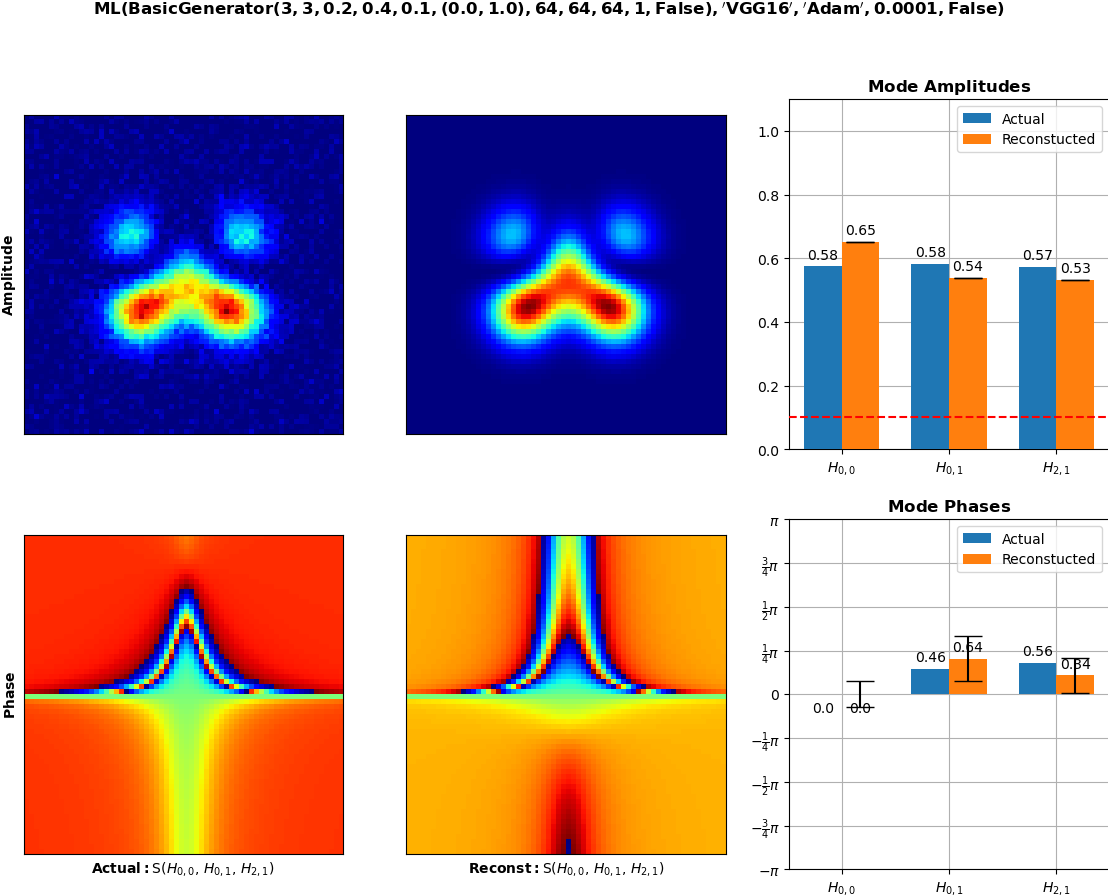 ML(BasicGenerator(3, 3, 0.2, 0.4, 0.1, (0.0, 1.0), 64, 64, 64, 1, False), ′VGG16′, ′Adam′, 0.0001, False)
Amplitude
Mode Amplitudes
Actual
Reconstucted
1.0
0.8
0.6
0.4
0.2
0.0
0.58
0.65
0.58
0.54
0.57
0.53
H0,0
H0,1
H2,1
Phase
Actual: S(H0,0, H0,1, H2,1)
Reconst: S(H0,0, H0,1, H2,1)
Mode Phases
Actual
Reconstucted
π
3/4π
1/2π
1/4π
0
−1/4π
−1/2π
−3/4π
−π
0.0
0.0
0.46
0.64
0.56
0.34
H0,0
H0,1
H2,1